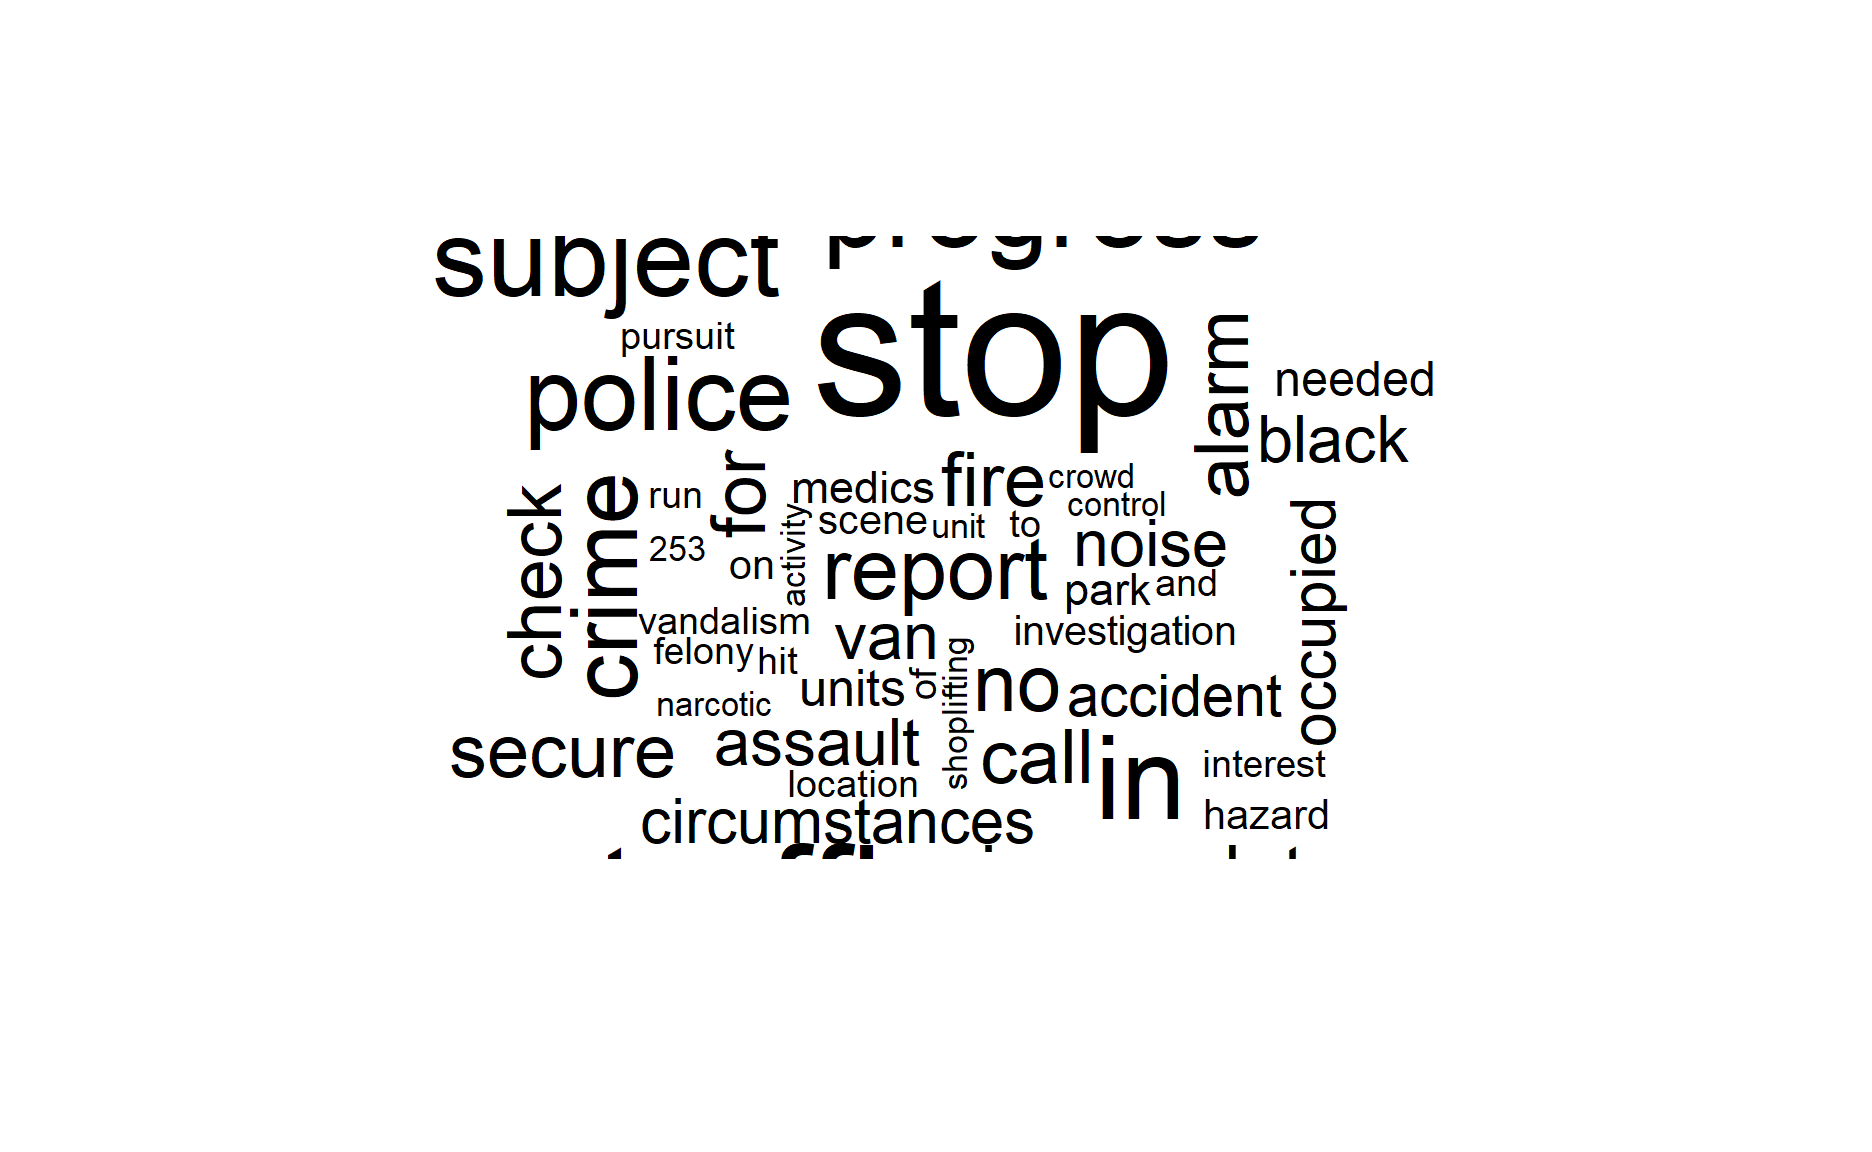 subject
progress
stop
pursuit
police
alarm
needed
black
for
medics
fire
crowd
control
check
crime
run
activity
scene
unit
to
noise
occupied
253
on
report
park
and
vandalism
van
investigation
felony
hit
units
of
shoplifting
no
accident
narcotic
secure
assault
call
in
interest
location
hazard
circumstances